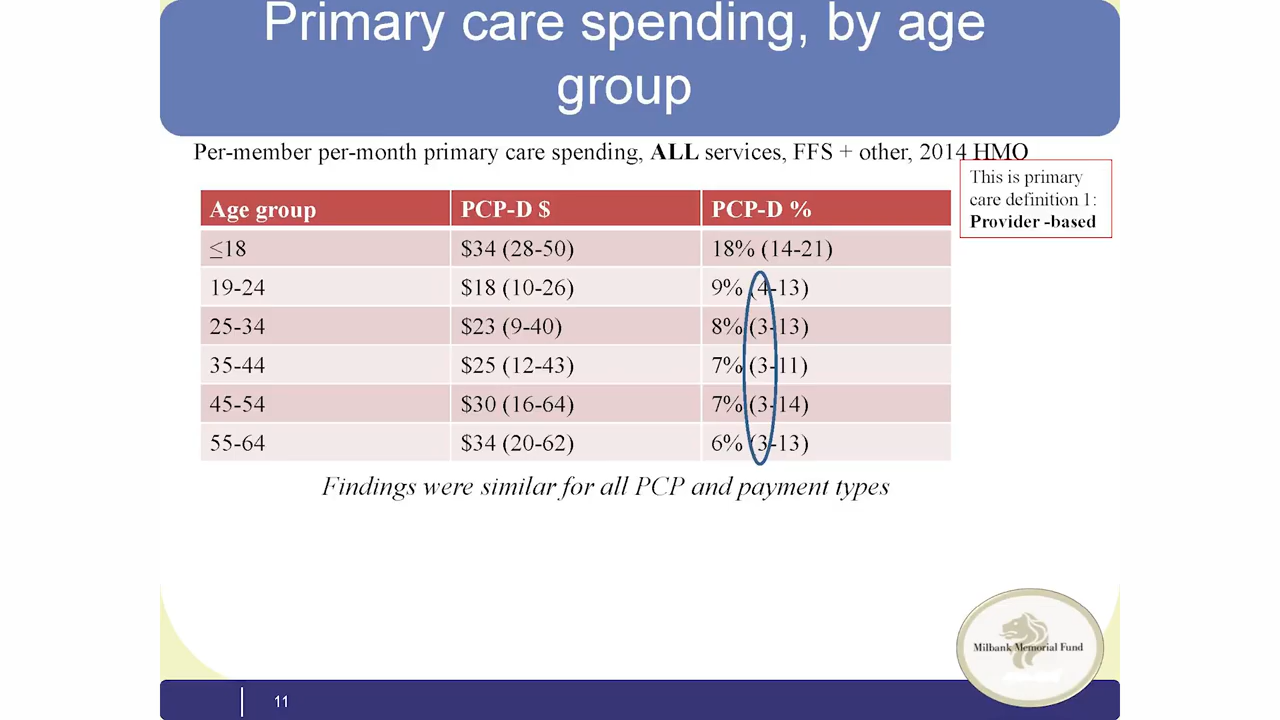 Primary care spending, by age
group
Per-member per-month primary care spending, ALL services, FFS + other, 2014 HMO
This is primary
care definition 1:
Provider -based
Age group PCP-D $ PCP-D %
≤18 $34 (28-50) 18% (14-21)
19-24 $18 (10-26) 9% (4-13)
25-34 $23 (9-40) 8% (3-13)
35-44 $25 (12-43) 7% (3-11)
45-54 $30 (16-64) 7% (3-14)
55-64 $34 (20-62) 6% (3-13)
Findings were similar for all PCP and payment types
Milbank Memorial Fund
11